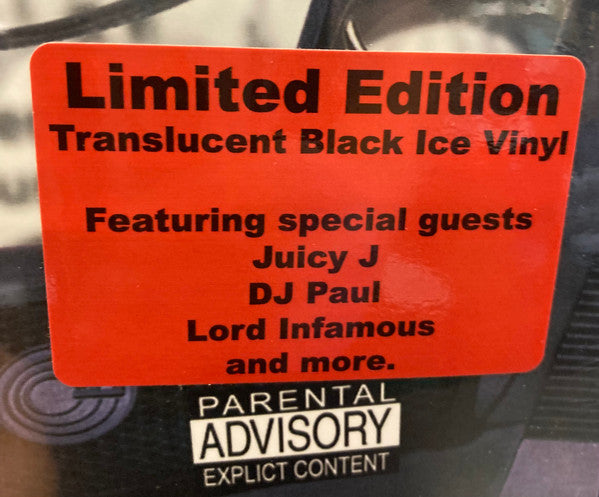 Limited Edition
Translucent Black Ice Vinyl
Featuring special guests
Juicy J
DJ Paul
Lord Infamous
and more.
PARENTAL
ADVISORY
EXPLICT CONTENT